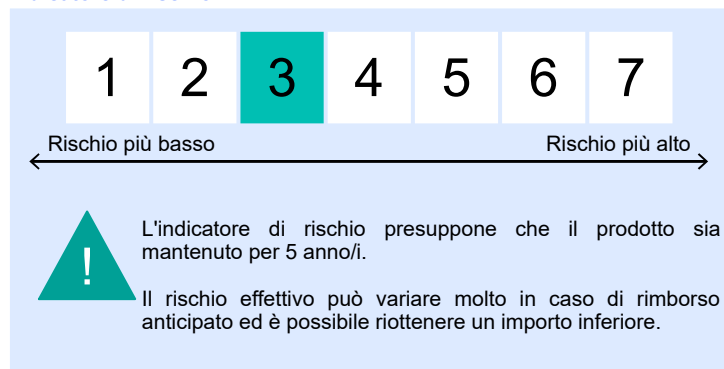 1 2 3 4 5 6 7
Rischio più basso Rischio più alto
!
L'indicatore di rischio presuppone che il prodotto sia
mantenuto per 5 anno/i.
Il rischio effettivo può variare molto in caso di rimborso
anticipato ed è possibile riottenere un importo inferiore.